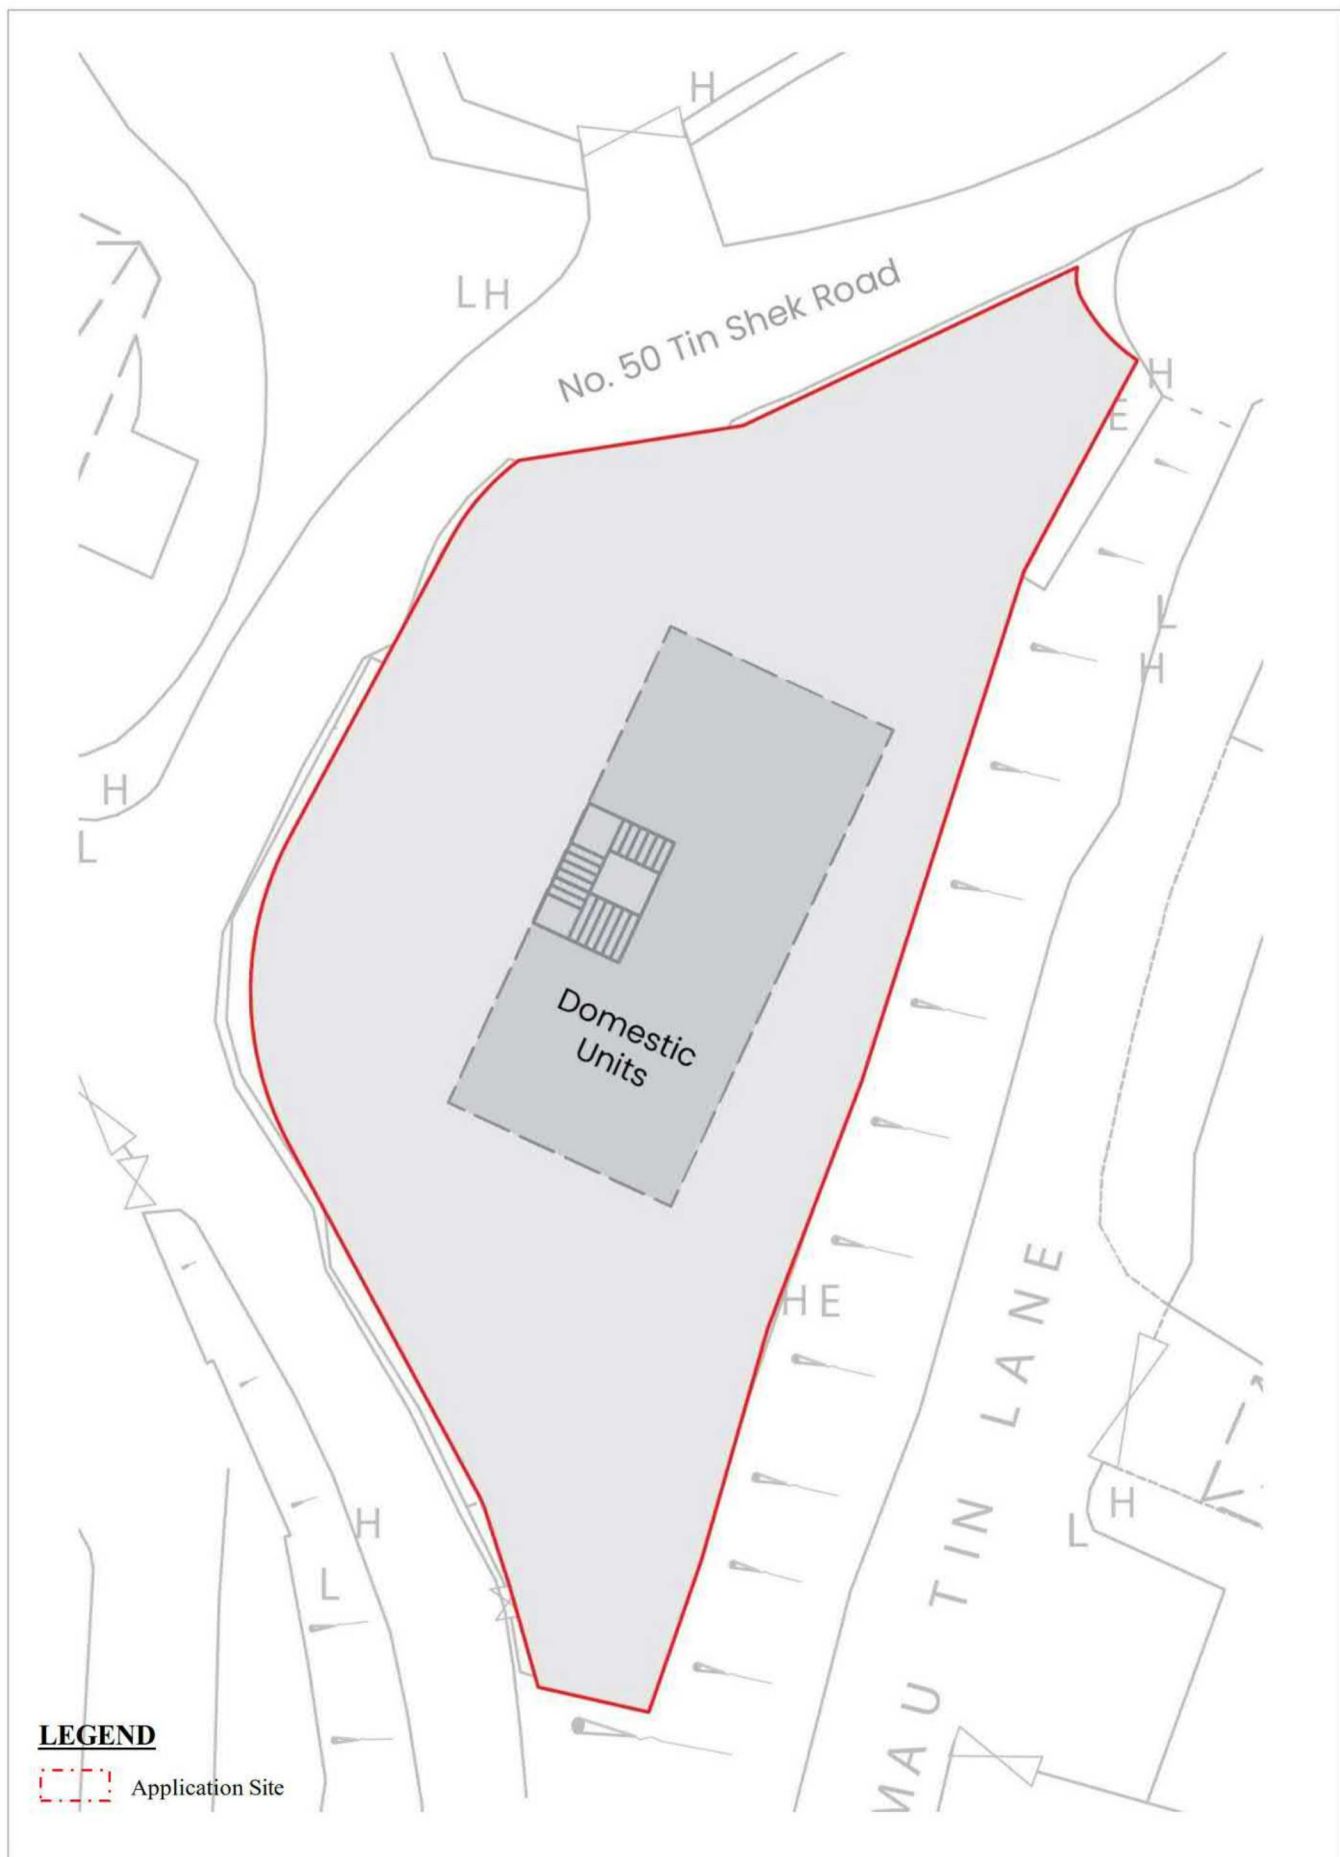 H
L H
No. 50 Tin Shek Road
H
E
L
H
H
L
Domestic
Units
H E
H
L
H
L
MAU TIN LANE
LEGEND
Application Site